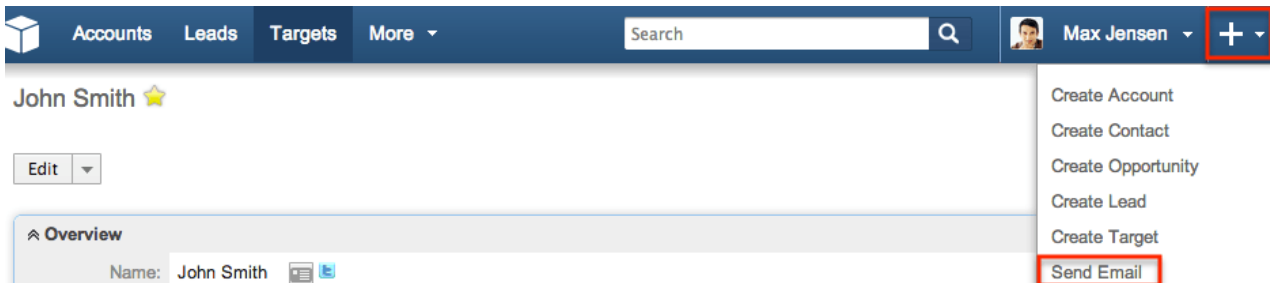 Accounts Leads Targets More Search Max Jensen
John Smith
Create Account
Create Contact
Edit
Create Opportunity
Create Lead
Overview
Create Target
Name: John Smith
Send Email